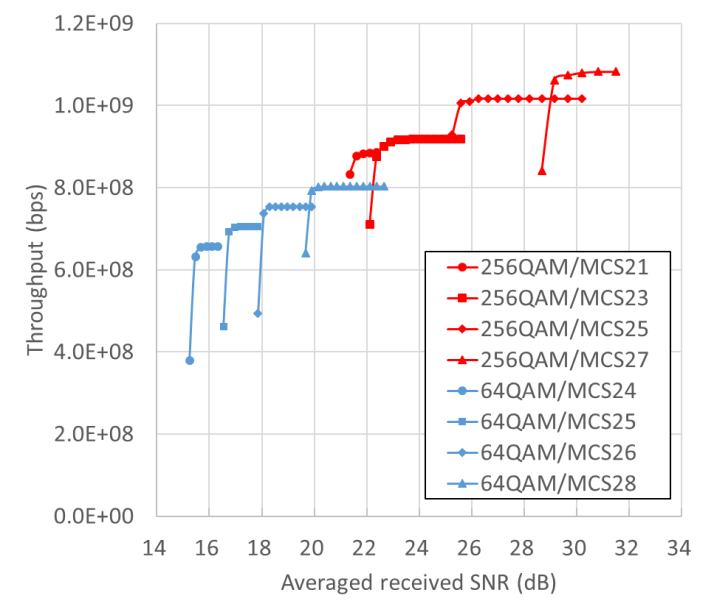 1.2E+09
1.0E+09
8.0E+08
6.0E+08
4.0E+08
2.0E+08
0.0E+00
Throughput (bps)
256QAM/MCS21
256QAM/MCS23
256QAM/MCS25
256QAM/MCS27
64QAM/MCS24
64QAM/MCS25
64QAM/MCS26
64QAM/MCS28
14 16 18 20 22 24 26 28 30 32 34
Averaged received SNR (dB)